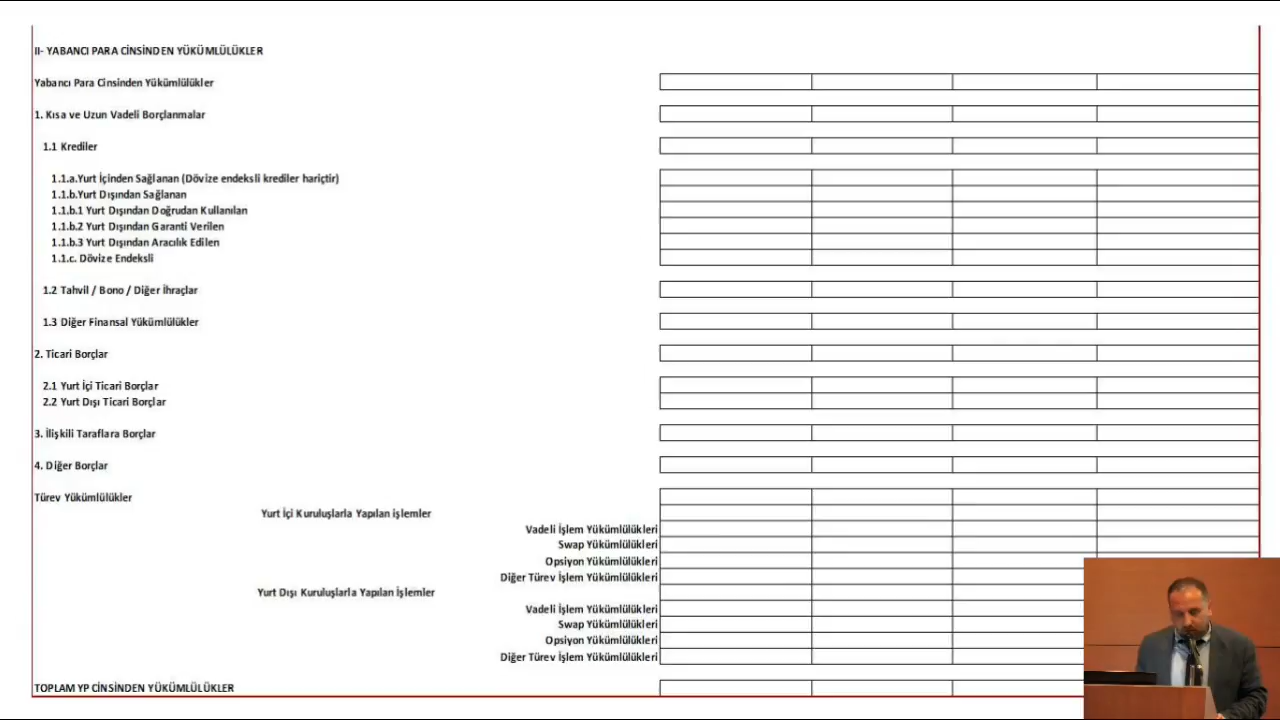 II- YABANCI PARA CİNSİNDEN YÜKÜMLÜLÜKLER
Yabancı Para Cinsinden Yükümlülükler
1. Kısa ve Uzun Vadeli Borçlanmalar
1.1 Krediler
1.1.a.Yurt İçinden Sağlanan (Dövize endeksli krediler hariçtir)
1.1.b.Yurt Dışından Sağlanan
1.1.b.1 Yurt Dışından Doğrudan Kullanılan
1.1.b.2 Yurt Dışından Garanti Verilen
1.1.b.3 Yurt Dışından Aracılık Edilen
1.1.c. Dövize Endeksli
1.2 Tahvil / Bono / Diğer İhraçlar
1.3 Diğer Finansal Yükümlülükler
2. Ticari Borçlar
2.1 Yurt İçi Ticari Borçlar
2.2 Yurt Dışı Ticari Borçlar
3. İlişkili Taraflara Borçlar
4. Diğer Borçlar
Türev Yükümlülükler
Yurt İçi Kuruluşlarla Yapılan işlemler
Vadeli İşlem Yükümlülükleri
Swap Yükümlülükleri
Opsiyon Yükümlülükleri
Diğer Türev İşlem Yükümlülükleri
Yurt Dışı Kuruluşlarla Yapılan İşlemler
Vadeli İşlem Yükümlülükleri
Swap Yükümlülükleri
Opsiyon Yükümlülükleri
Diğer Türev İşlem Yükümlülükleri
TOPLAM YP CİNSİNDEN YÜKÜMLÜLÜKLER